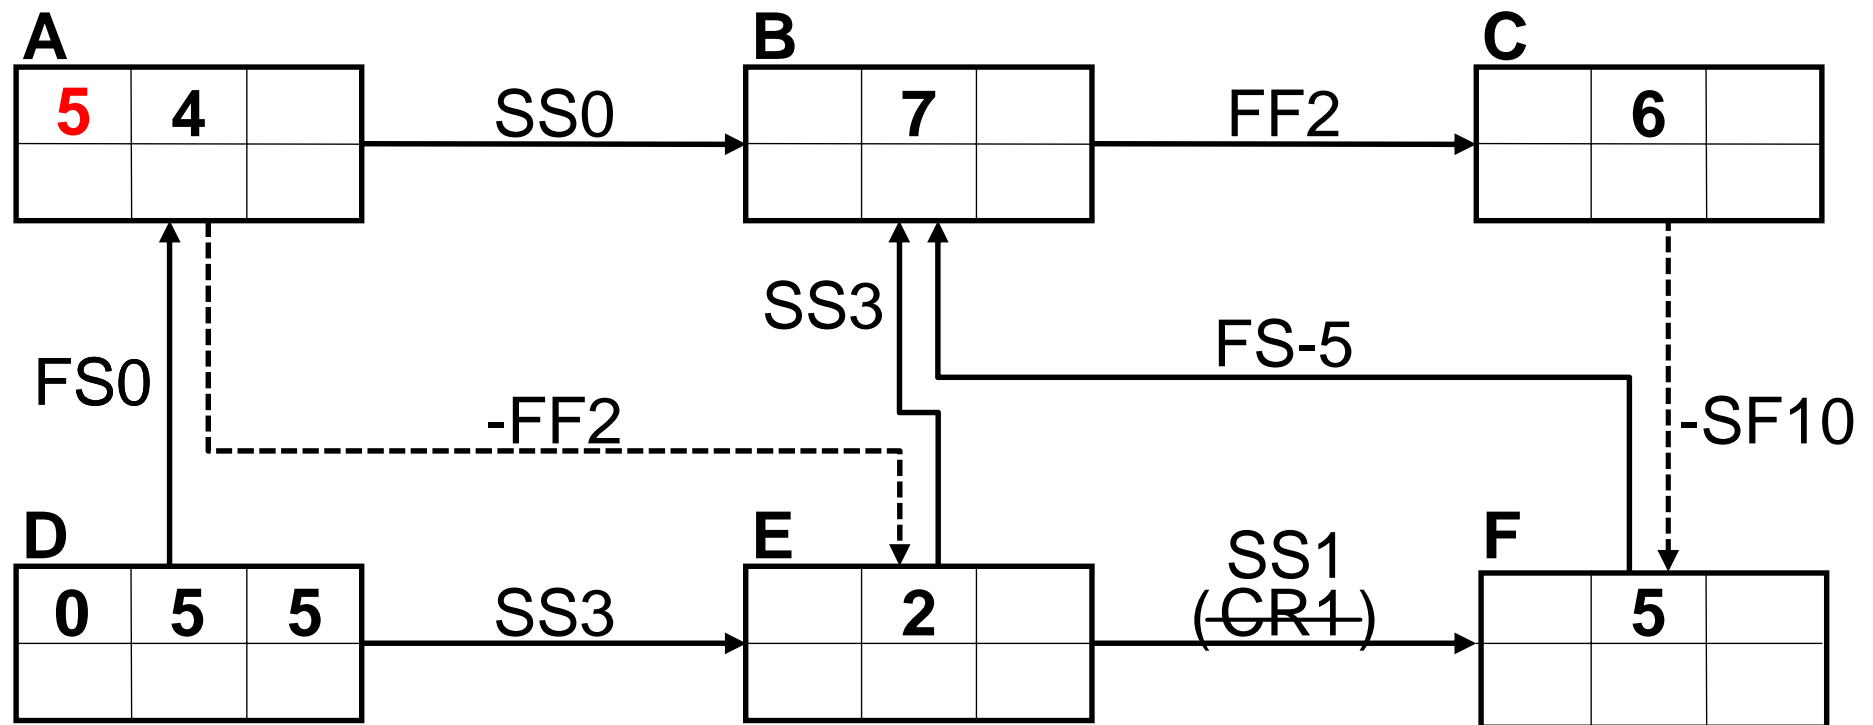 A B C
5 4 SS0 7 FF2 6
SS3
FS-5
FS0
-FF2
-SF10
D E F
SS1
0 5 5 SS3 2 (CR1) 5